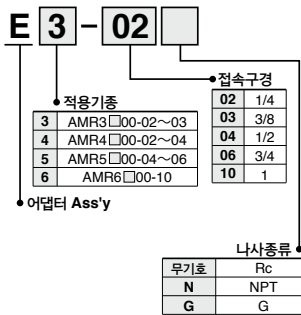 E 3 – 02
접속구경
02 1/4
03 3/8
04 1/2
06 3/4
10 1
적용기종
3 AMR3□00-02～03
4 AMR4□00-02～04
5 AMR5□00-04～06
6 AMR6□00-10
어댑터 Ass'y
나사종류
무기호 Rc
N NPT
G G